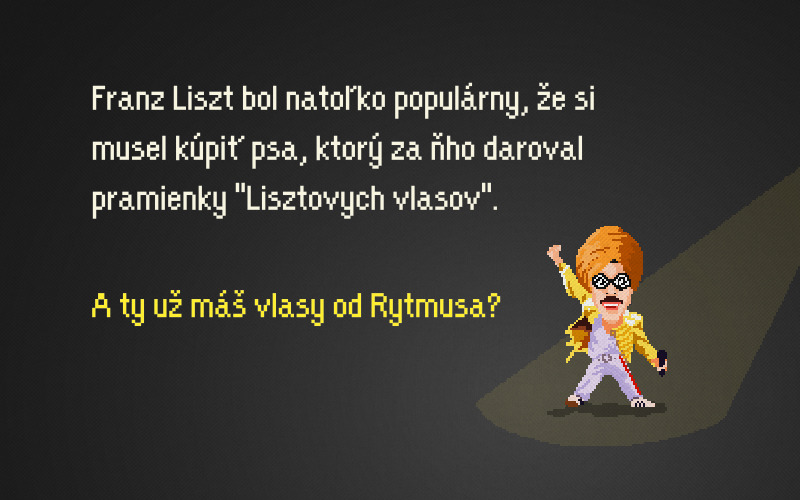 Franz Liszt bol natoľko populárny, že si
musel kúpiť psa, ktorý za ňho daroval
pramienky "Lisztovych vlasov".
A ty už máš vlasy od Rytmusa?